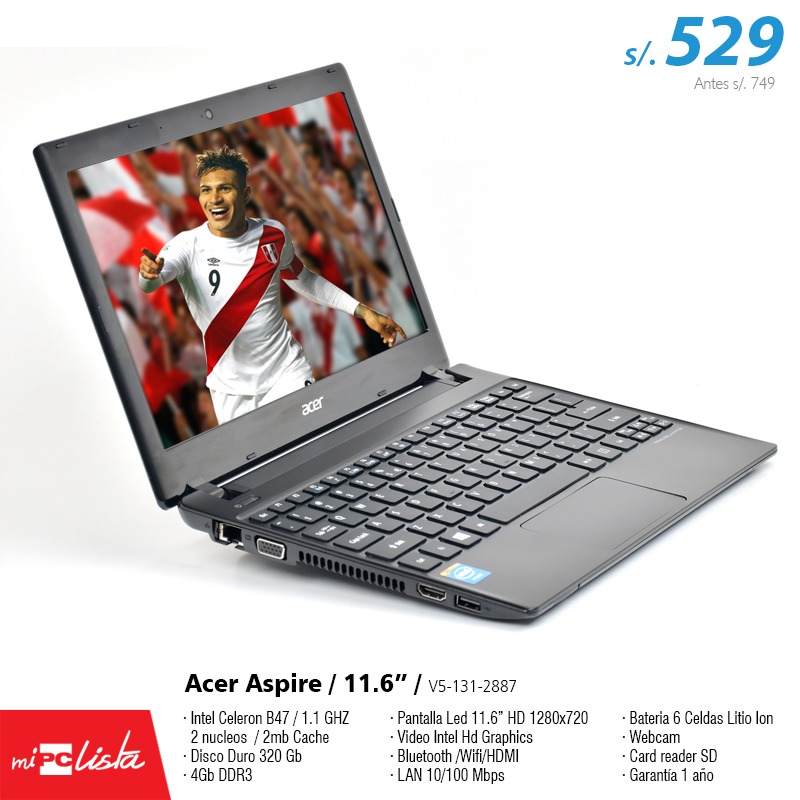 s/. 529
Antes s/. 749
9
acer
Acer Aspire / 11.6” / V5-131-2887
· Intel Celeron B47 / 1.1 GHZ
2 nucleos / 2mb Cache
· Disco Duro 320 Gb
· 4Gb DDR3
· Pantalla Led 11.6” HD 1280x720
· Video Intel Hd Graphics
· Bluetooth /Wifi/HDMI
· LAN 10/100 Mbps
· Bateria 6 Celdas Litio Ion
· Webcam
· Card reader SD
· Garantía 1 año
mi PC Lista